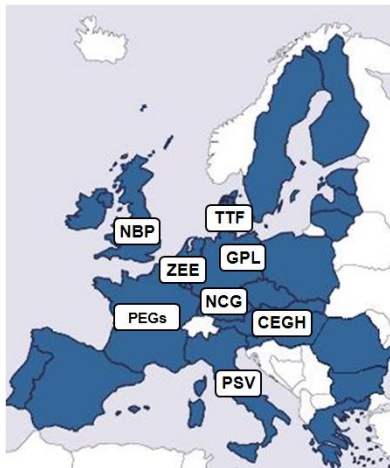 TTF
NBP
GPL
ZEE
NCG
PEGs
CEGH
PSV